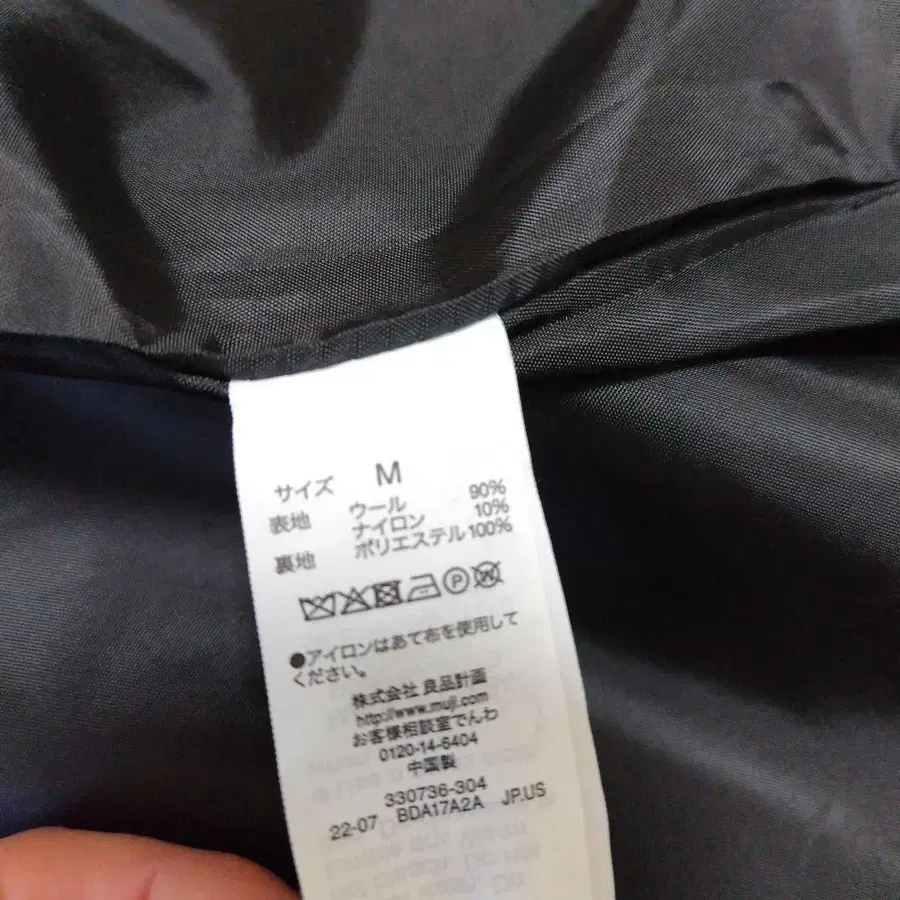 サイズ M
表地 ウール 90%
ナイロン 10%
裏地 ポリエステル100%
●アイロンはあて布を使用して
ください。
株式会社 良品計画
http://www.muji.com
お客様相談室でんわ
0120-14-6404
中国製
330736-304
22-07 BDA17A2A JP.US